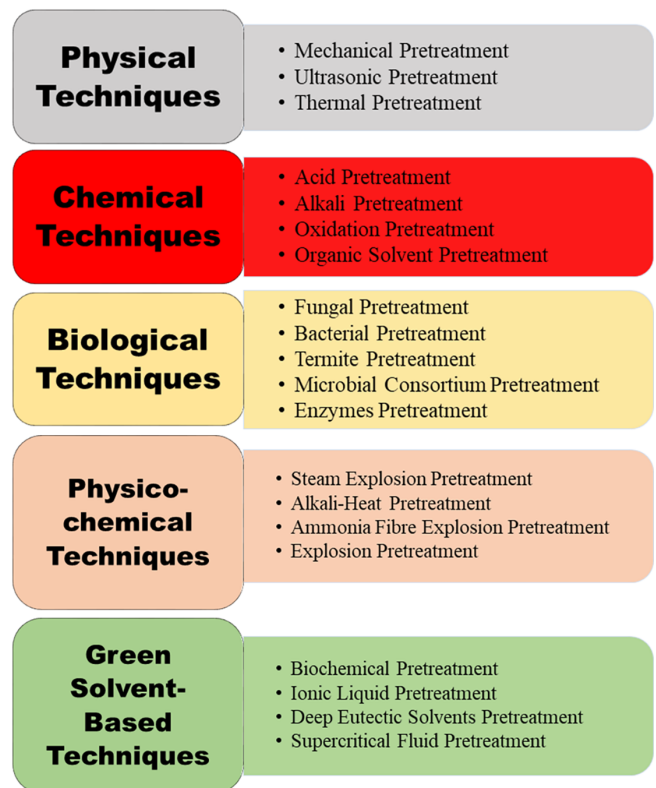 Physical
Techniques
• Mechanical Pretreatment
• Ultrasonic Pretreatment
• Thermal Pretreatment
Chemical
Techniques
• Acid Pretreatment
• Alkali Pretreatment
• Oxidation Pretreatment
• Organic Solvent Pretreatment
Biological
Techniques
• Fungal Pretreatment
• Bacterial Pretreatment
• Termite Pretreatment
• Microbial Consortium Pretreatment
• Enzymes Pretreatment
Physico-
chemical
Techniques
• Steam Explosion Pretreatment
• Alkali-Heat Pretreatment
• Ammonia Fibre Explosion Pretreatment
• Explosion Pretreatment
Green
Solvent-
Based
Techniques
• Biochemical Pretreatment
• Ionic Liquid Pretreatment
• Deep Eutectic Solvents Pretreatment
• Supercritical Fluid Pretreatment